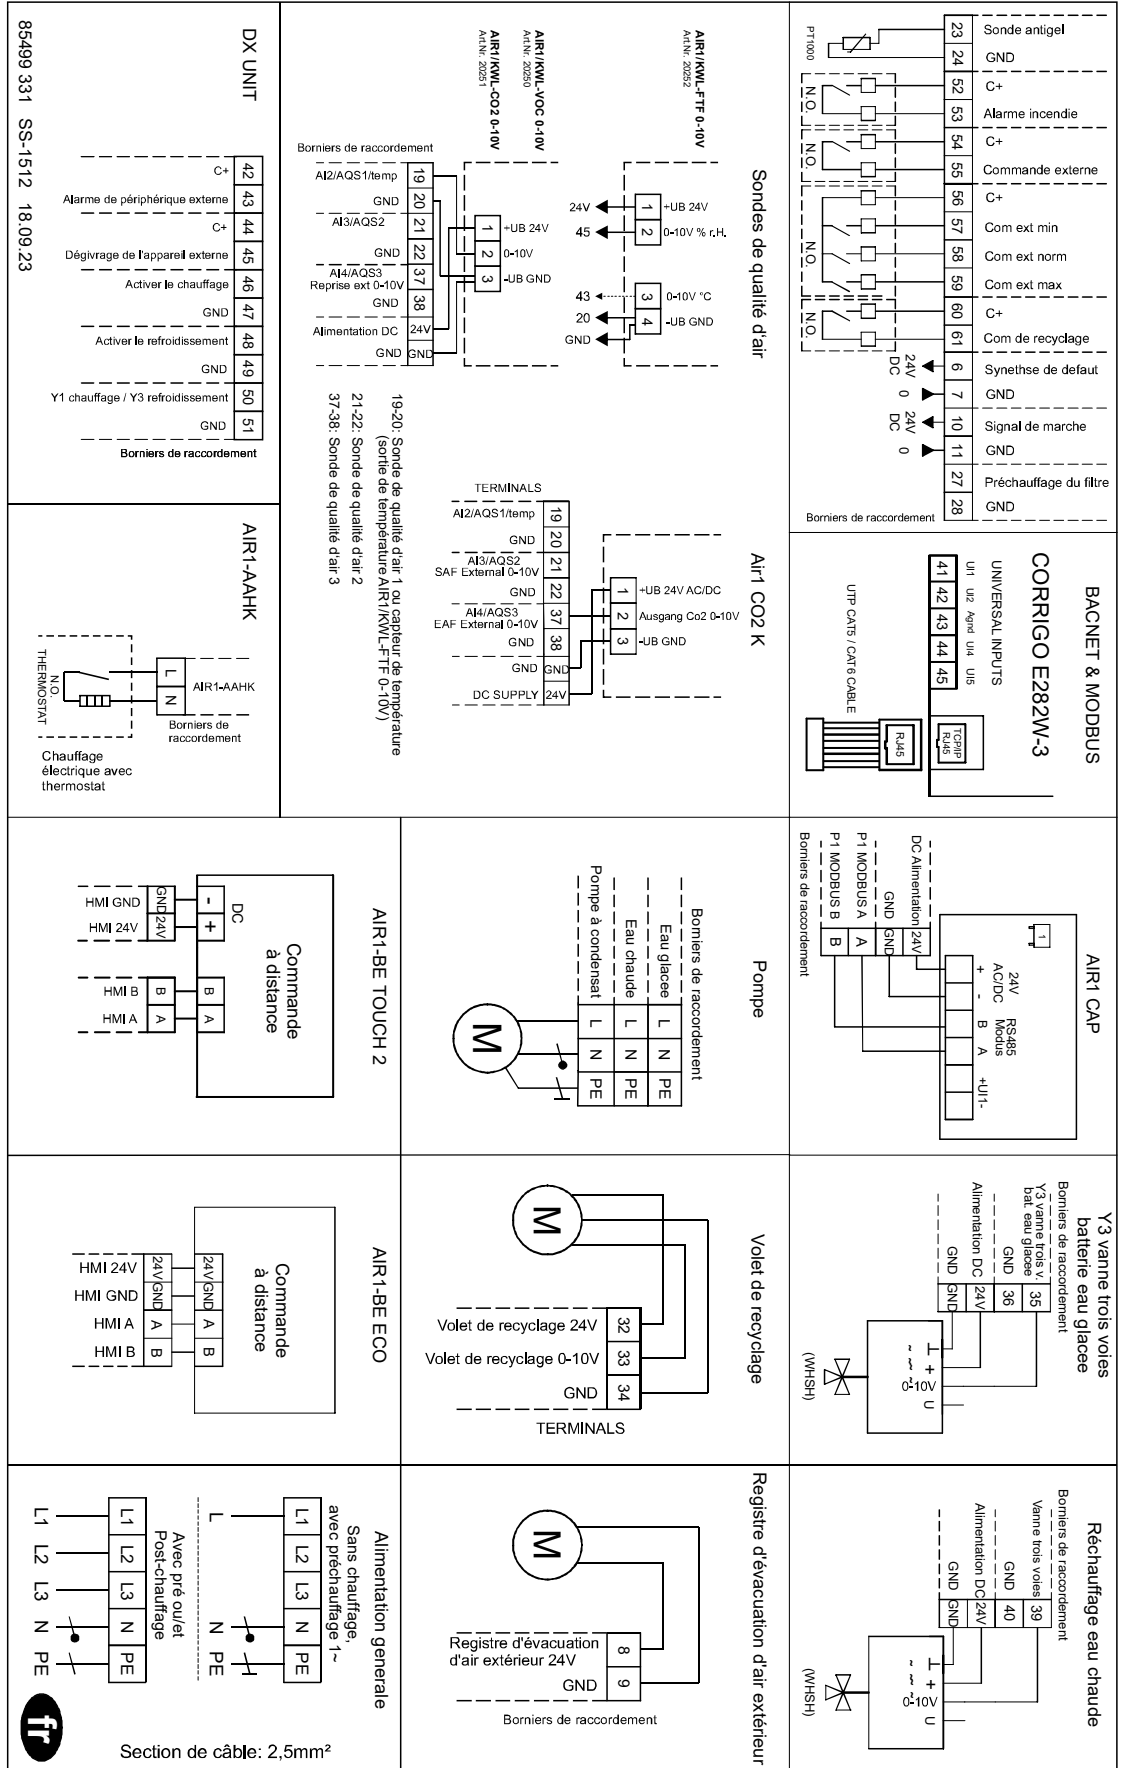 23 Sonde antigel
24 GND
PT1000
52 C+
53 Alarme incendie
N.O.
54 C+
55 Commande externe
N.O.
56 C+
57 Com ext min
58 Com ext norm
59 Com ext max
N.O.
60 C+
61 Com de recyclage
N.O.
6 Synethse de defaut
7 GND
24V 0
DC
10 Signal de marche
11 GND
24V 0
DC
27 Préchauffage du filtre
28 GND
Borniers de raccordement
Sondes de qualité d'air
AIR1/KWL-FTF 0-10V
Art.Nr. 20252
1 +UB 24V
2 0-10V % r.H.
3 0-10V °C
4 -UB GND
24V
45
43
20
GND
AIR1/KWL-VOC 0-10V
Art.Nr. 20250
AIR1/KWL-CO2 0-10V
Art.Nr. 20251
1 +UB 24V
2 0-10V
3 -UB GND
Borniers de raccordement
AI2/AQS1/temp 19
GND 20
AI3/AQS2 21
GND 22
AI4/AQS3
Reprise ext 0-10V 37
GND 38
Alimentation DC 24V
GND GND
19-20: Sonde de qualité d'air 1 ou capteur de température
(sortie de température AIR1/KWL-FTF 0-10V)
21-22: Sonde de qualité d'air 2
37-38: Sonde de qualité d'air 3
Air1 CO2 K
TERMINALS
AI2/AQS1/temp 19
GND 20
AI3/AQS2
SAF External 0-10V 21
GND 22
AI4/AQS3
EAF External 0-10V 37
GND 38
GND GND
DC SUPPLY 24V
1 +UB 24V AC/DC
2 Ausgang Co2 0-10V
3 -UB GND
DX UNIT
C+ 42
Alarme de périphérique externe 43
C+ 44
Dégivrage de l'appareil externe 45
Activer le chauffage 46
GND 47
Activer le refroidissement 48
GND 49
Y1 chauffage / Y3 refroidissement 50
GND 51
Borniers de raccordement
85499 331 SS-1512 18.09.23
AIR1-AAHK
L
N
AIR1-AAHK
Borniers de
raccordement
N.O.
THERMOSTAT
Chauffage
électrique avec
thermostat
BACNET & MODBUS
CORRIGO E282W-3
UNIVERSAL INPUTS
UI1 UI2 Agnd UI4 UI5
41 42 43 44 45
TCP/IP
RJ45
RJ45
UTP CAT5 / CAT6 CABLE
AIR1 CAP
1
24V
AC/DC
RS485
Modus
+ - B A +UI1-
DC Alimentation 24V
GND GND
P1 MODBUS A A
P1 MODBUS B B
Borniers de raccordement
Pompe
Borniers de raccordement
Eau glacee L N PE
Eau chaude L N PE
Pompe à condensat L N PE
M
AIR1-BE TOUCH 2
Commande
à distance
DC
- +
B A
HMI GND GND
HMI 24V 24V
HMI B B
HMI A A
Y3 vanne trois voies
batterie eau glacee
Borniers de raccordement
Y3 vanne trois v.
bat. eau glacee 35
GND 36
Alimentation DC 24V
GND GND
+ 0-10V U
~ ~ ~
(WHSH)
Volet de recyclage
M
Volet de recyclage 24V 32
Volet de recyclage 0-10V 33
GND 34
TERMINALS
AIR1-BE ECO
Commande
à distance
24V GND A B
HMI 24V 24V
HMI GND GND
HMI A A
HMI B B
Réchauffage eau chaude
Borniers de raccordement
Vanne trois voies 39
GND 40
Alimentation DC 24V
GND GND
+ 0-10V U
~ ~ ~
(WHSH)
Registre d'évacuation d'air extérieur
M
Registre d'évacuation
d'air extérieur 24V 8
GND 9
Borniers de raccordement
Alimentation generale
Sans chauffage,
avec préchauffage 1~
L1 L2 L3 N PE
L N PE
Avec pré ou/et
Post-chauffage
L1 L2 L3 N PE
L1 L2 L3 N PE
Section de câble: 2,5mm²
fr